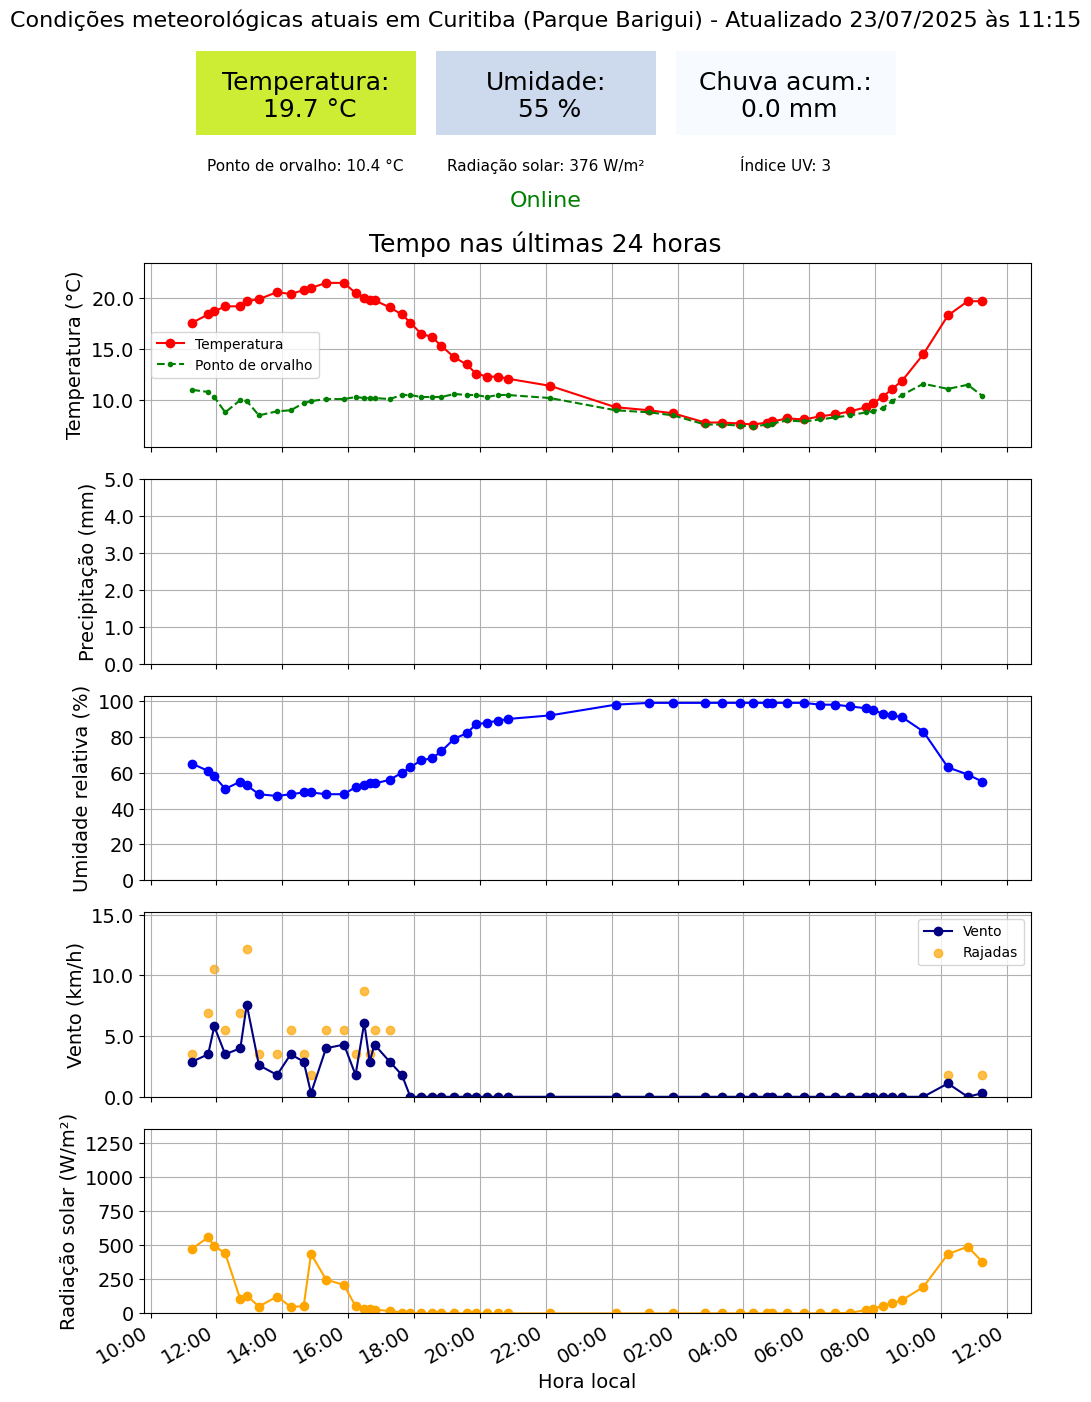 Condições meteorológicas atuais em Curitiba (Parque Barigui) - Atualizado 23/07/2025 às 11:15
Temperatura:
19.7 °C
Umidade:
55 %
Chuva acum.:
0.0 mm
Ponto de orvalho: 10.4 °C
Radiação solar: 376 W/m²
Índice UV: 3
Online
Tempo nas últimas 24 horas
Temperatura (°C)
20.0
15.0
10.0
Temperatura
Ponto de orvalho
Precipitação (mm)
5.0
4.0
3.0
2.0
1.0
0.0
Umidade relativa (%)
100
80
60
40
20
0
Vento (km/h)
15.0
10.0
5.0
0.0
Vento
Rajadas
Radiação solar (W/m²)
1250
1000
750
500
250
0
10:00
12:00
14:00
16:00
18:00
20:00
22:00
00:00
02:00
04:00
06:00
08:00
10:00
12:00
Hora local